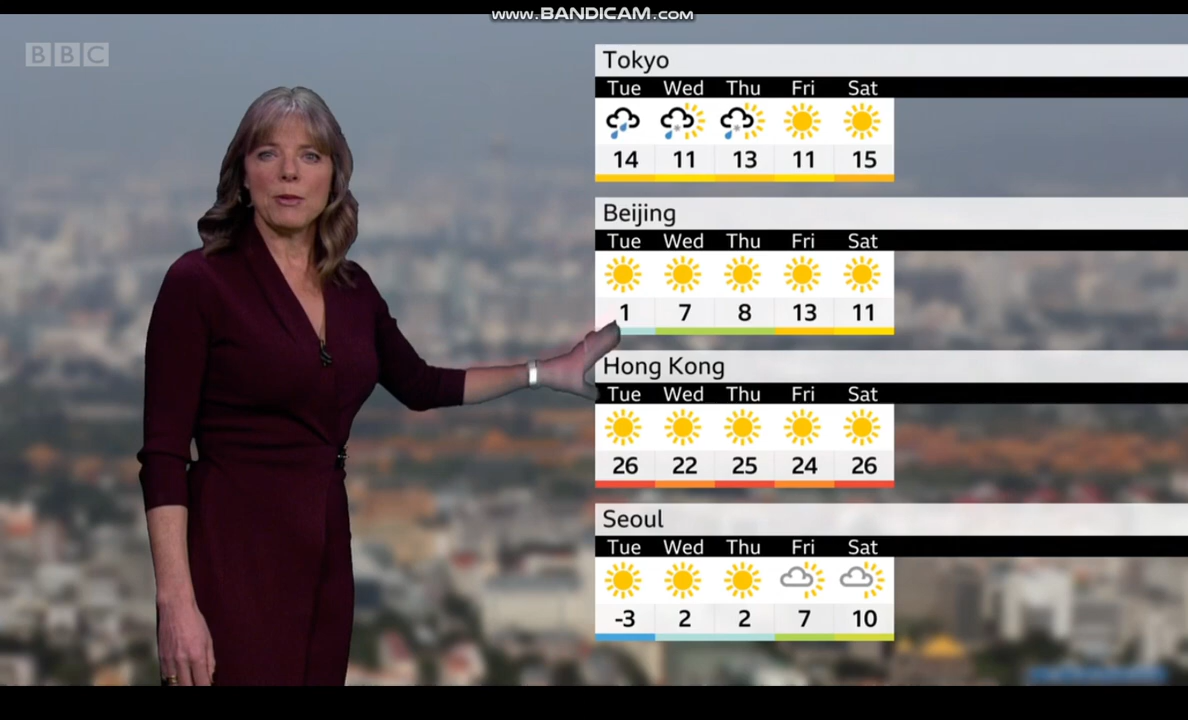 www.BANDICAM.com
BBC
Tokyo
Tue Wed Thu Fri Sat
14 11 13 11 15
Beijing
Tue Wed Thu Fri Sat
1 7 8 13 11
Hong Kong
Tue Wed Thu Fri Sat
26 22 25 24 26
Seoul
Tue Wed Thu Fri Sat
-3 2 2 7 10